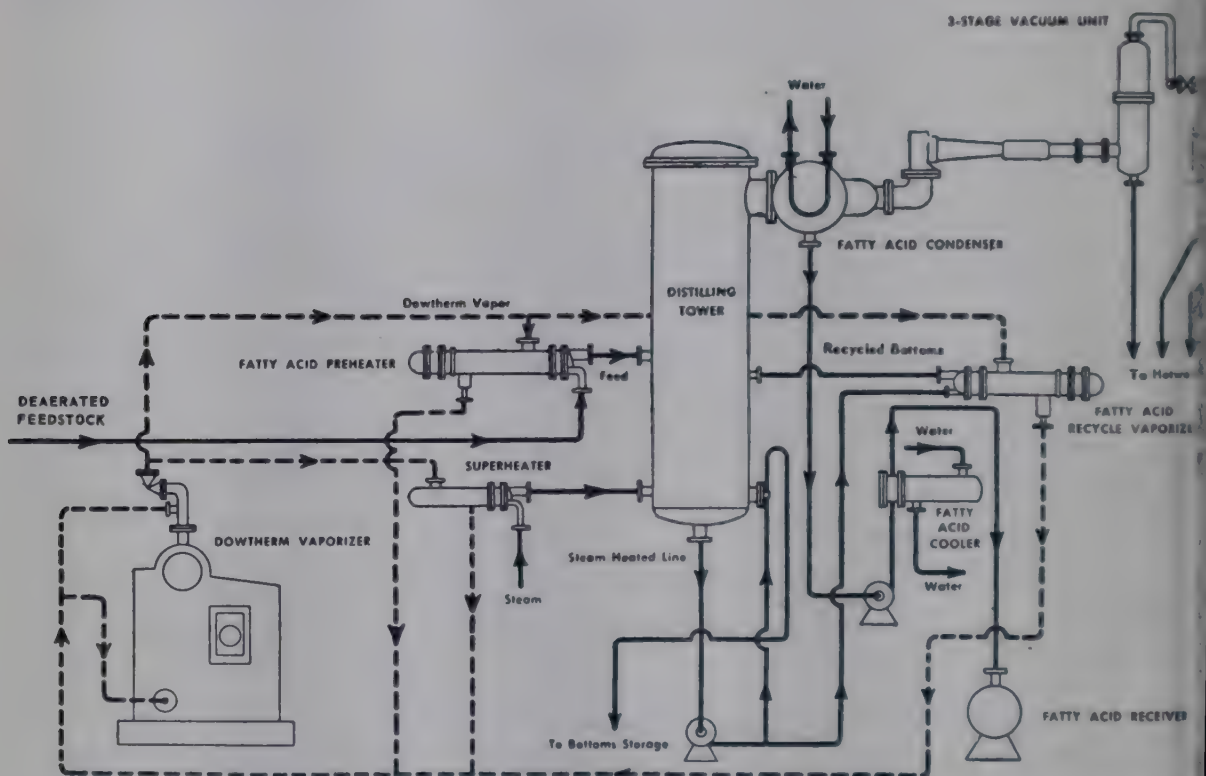 3-STAGE VACUUM UNIT
Water
FATTY ACID CONDENSER
DISTILLING
TOWER
Dowtherm Vapor
FATTY ACID PREHEATER
Feed
Recycled Bottoms
To
DEAERATED
FEEDSTOCK
FATTY ACID
RECYCLE
Water
SUPERHEATER
FATTY
ACID
COOLER
DOWTHERM VAPORIZER
Steam Heated Line
Water
Steam
FATTY ACID RECEIVER
To Bottoms Storage